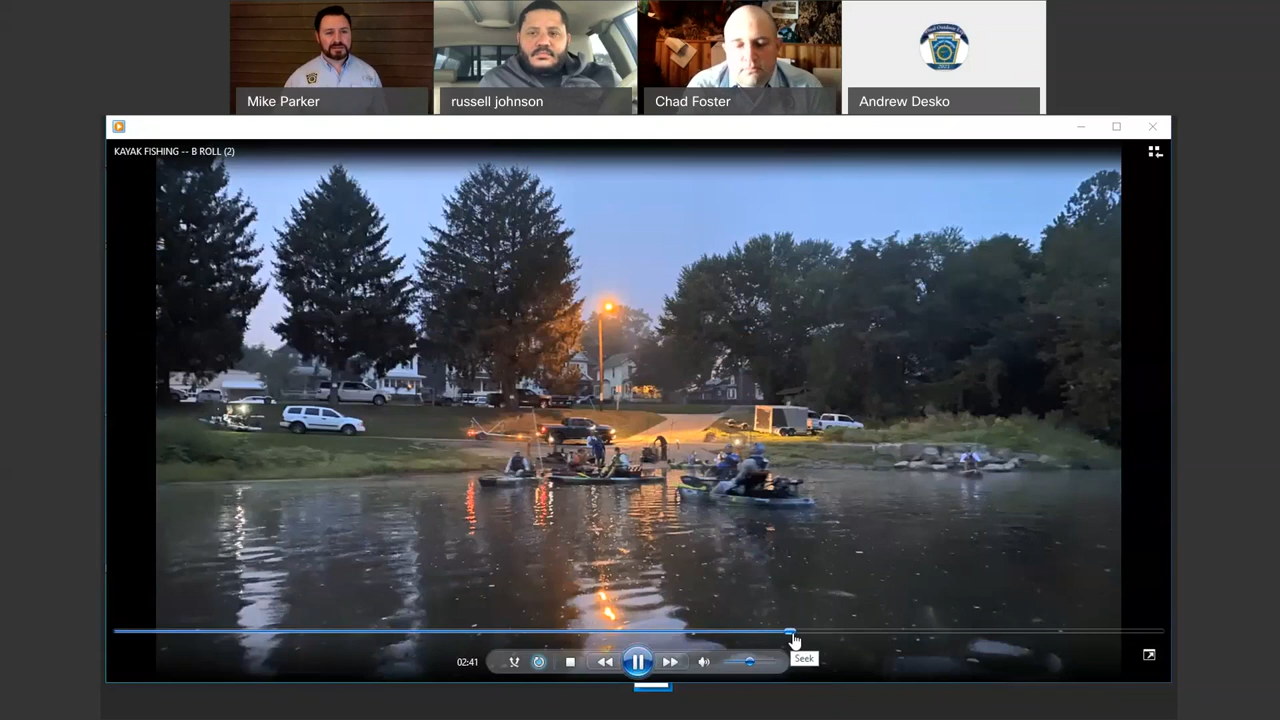 Mike Parker
russell johnson
Chad Foster
Andrew Desko
KAYAK FISHING -- B ROLL (2)
02:41
Seek